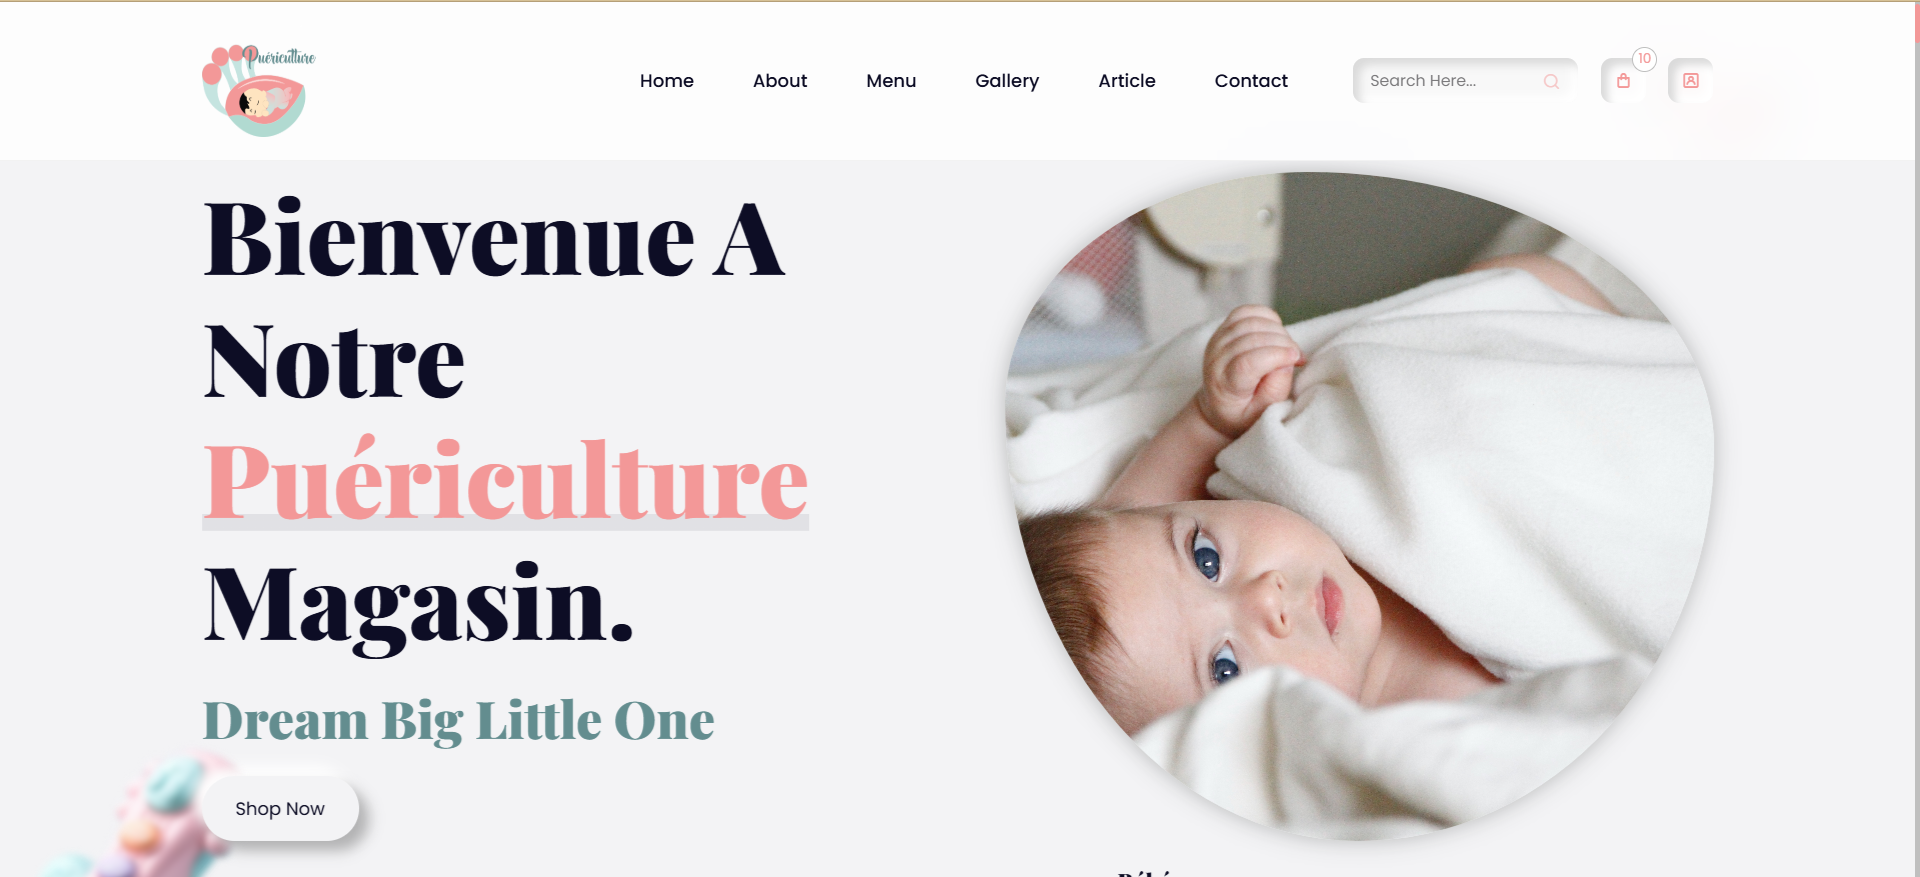 Puériculture
Home About Menu Gallery Article Contact Search Here... 10
Bienvenue A
Notre
Puériculture
Magasin.
Dream Big Little One
Shop Now